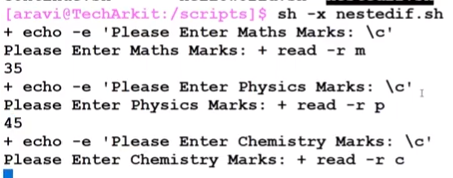 [aravi@TechArkit:/scripts]$ sh -x nestedif.sh
+ echo -e 'Please Enter Maths Marks: \c'
Please Enter Maths Marks: + read -r m
35
+ echo -e 'Please Enter Physics Marks: \c'
Please Enter Physics Marks: + read -r p
45
+ echo -e 'Please Enter Chemistry Marks: \c'
Please Enter Chemistry Marks: + read -r c